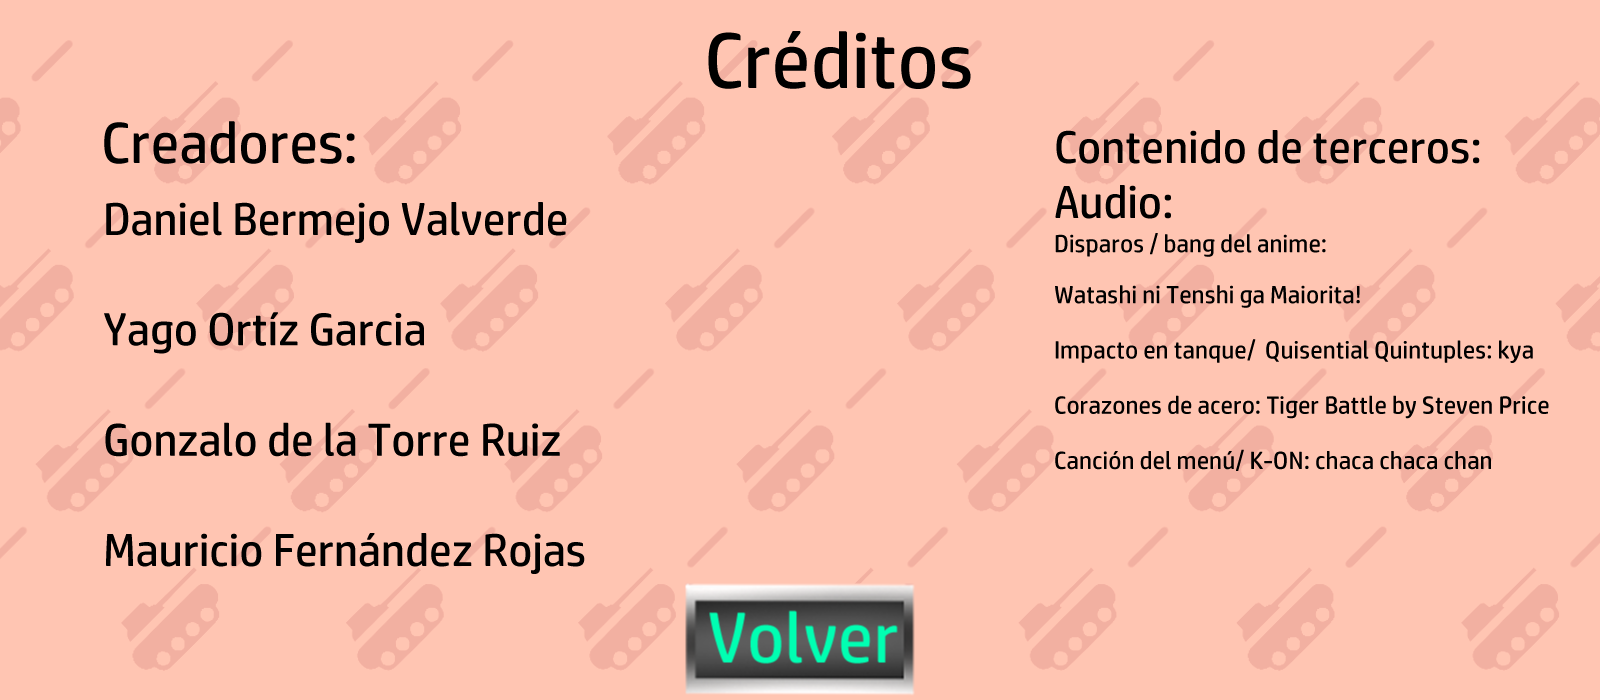 Créditos
Creadores:
Daniel Bermejo Valverde
Yago Ortíz Garcia
Gonzalo de la Torre Ruiz
Mauricio Fernández Rojas
Contenido de terceros:
Audio:
Disparos / bang del anime:
Watashi ni Tenshi ga Maiorita!
Impacto en tanque/ Quisential Quintuples: kya
Corazones de acero: Tiger Battle by Steven Price
Canción del menú/ K-ON: chaca chaca chan
Volver